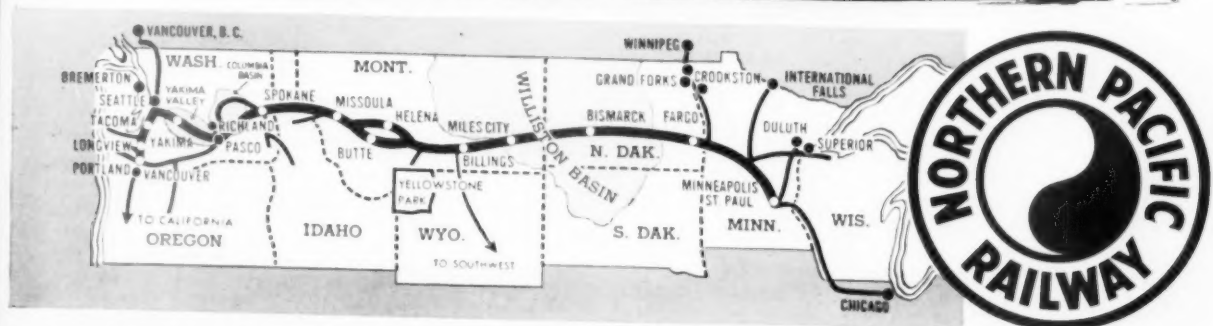 VANCOUVER, B.C.
WASH.
COLUMBIA
BASIN
MONT.
WINNIPEG
BREMERTON
SEATTLE
YAKIMA
VALLEY
SPOKANE
MISSOULA
GRAND FORKS
CROOKSTON
INTERNATIONAL
FALLS
TACOMA
RICHLAND
HELENA
MILES CITY
WILLISTON BASIN
BISMARCK
FARGO
DULUTH
SUPERIOR
LONGVIEW
YAKIMA
PASCO
BUTTE
BILLINGS
N. DAK.
PORTLAND
VANCOUVER
YELLOWSTONE
PARK
MINNEAPOLIS
ST. PAUL
TO CALIFORNIA
OREGON
IDAHO
WYO.
S. DAK.
MINN.
WIS.
TO SOUTHWEST
CHICAGO
NORTHERN PACIFIC
RAILWAY